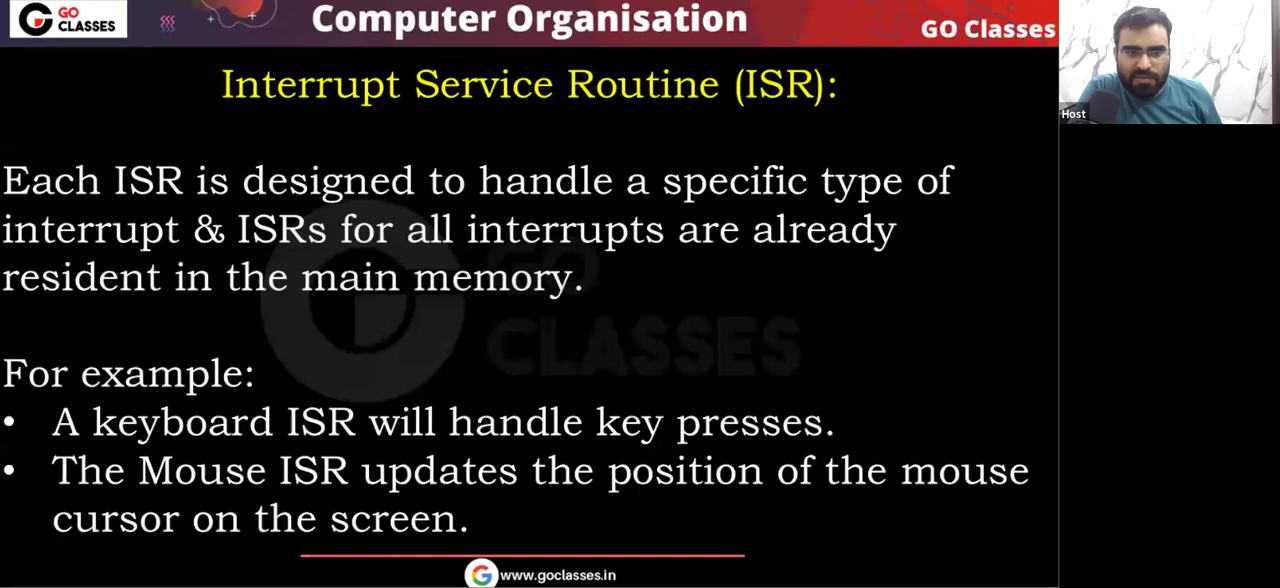 GO
CLASSES
Computer Organisation
GO Classes
Host
Interrupt Service Routine (ISR):
Each ISR is designed to handle a specific type of
interrupt & ISRs for all interrupts are already
resident in the main memory.
GO
CLASSES
For example:
• A keyboard ISR will handle key presses.
• The Mouse ISR updates the position of the mouse
cursor on the screen.
www.goclasses.in